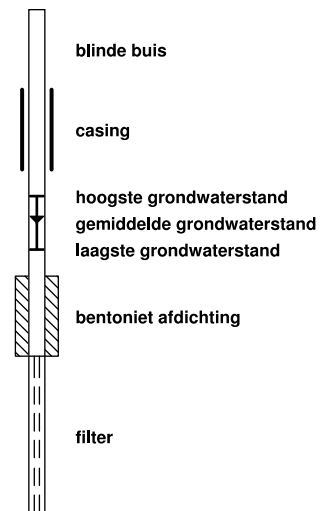 blinde buis
casing
hoogste grondwaterstand
gemiddelde grondwaterstand
laagste grondwaterstand
bentoniet afdichting
filter